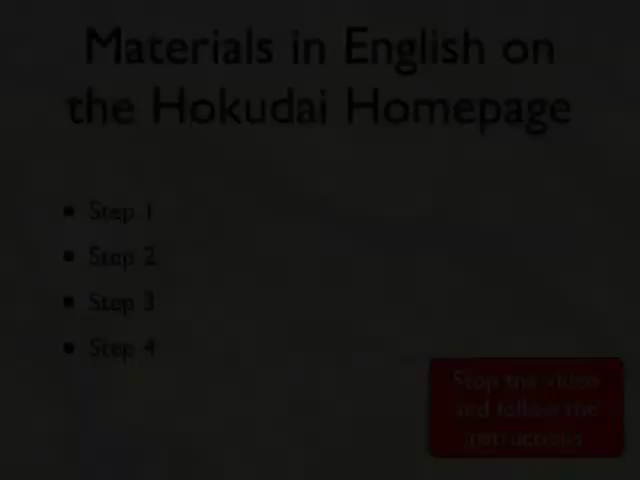 Materials in English on
the Hokudai Homepage
• Step 1
• Step 2
• Step 3
• Step 4
Stop the video
and follow the
instructions